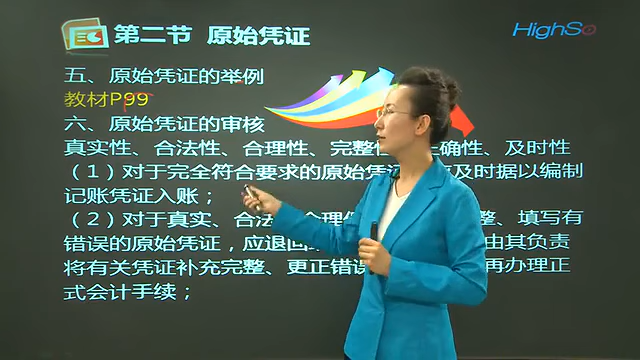 HighSo
第二节 原始凭证
五、原始凭证的举例
教材P99
六、原始凭证的审核
真实性、合法性、合理性、完整性 正确性、及时性
（1）对于完全符合要求的原始凭证 及时据以编制
记账凭证入账；
（2）对于真实、合法 合理 整、填写有
错误的原始凭证，应退回 由其负责
将有关凭证补充完整、更正错误 再办理正
式会计手续；